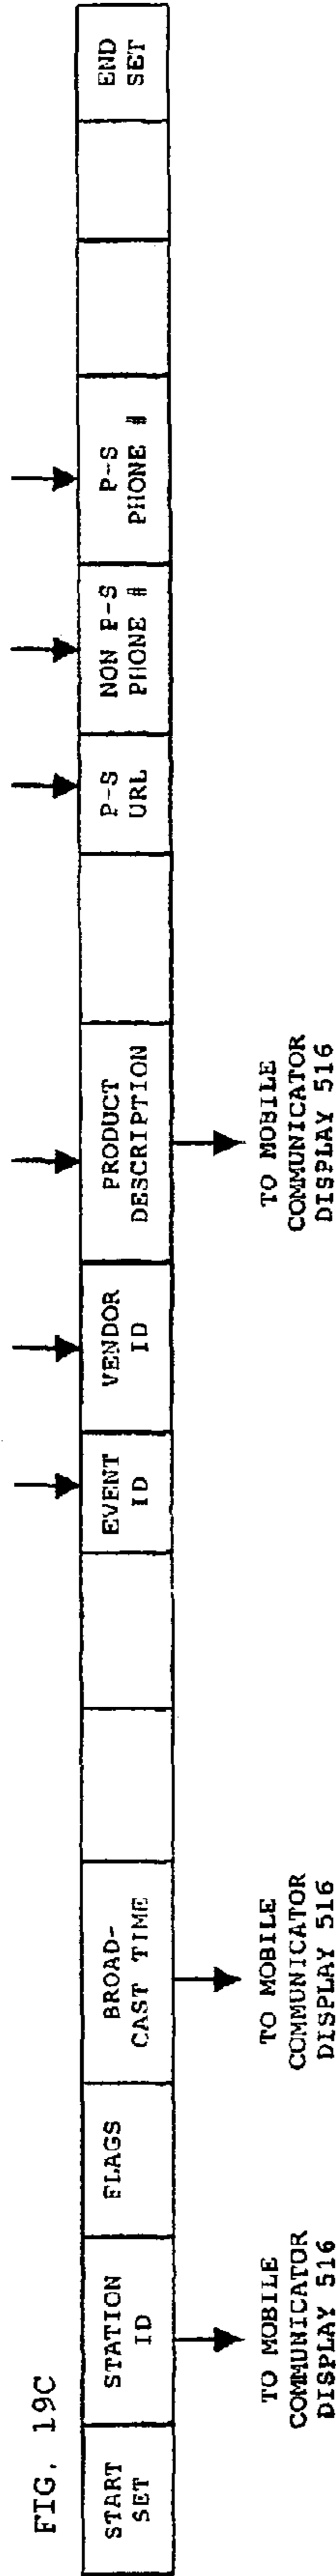 FIG. 19C
START
SET
STATION
ID
FLAGS
BROAD-
CAST TIME
EVENT
ID
VENDOR
ID
PRODUCT
DESCRIPTION
P-S
URL
NON P-S
PHONE #
P-S
PHONE #
END
SET
TO MOBILE
COMMUNICATOR
DISPLAY 516
TO MOBILE
COMMUNICATOR
DISPLAY 516
TO MOBILE
COMMUNICATOR
DISPLAY 516